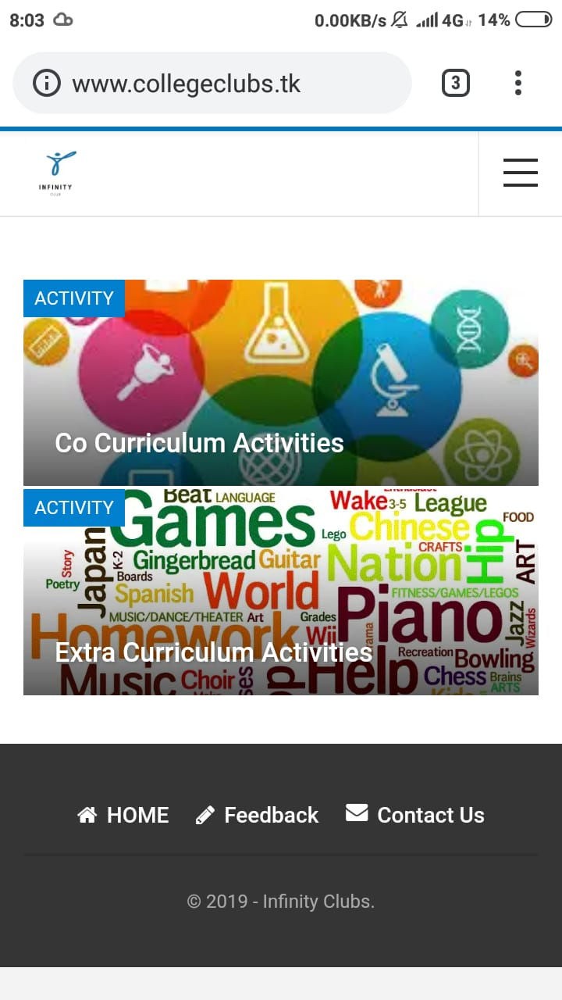 8:03 0.00KB/s 4G 14%
www.collegeclubs.tk 3
INFINITY
CLUB
ACTIVITY
Co Curriculum Activities
ACTIVITY
Beat LANGUAGE Wake 3-5 League
Games Lego Chinese FOOD
Story Japan K-2 Gingerbread Guitar Nation CRAFTS Hip ART
Poetry Boards Spanish World FITNESS/GAMES/LEGOS
MUSIC/DANCE/THEATER Art Grades Piano Jazz Wizards
Homework Wii
Extra Curriculum Activities Recreation Bowling
Music Choir Help Chess Brains
ARTS
HOME Feedback Contact Us
© 2019 - Infinity Clubs.